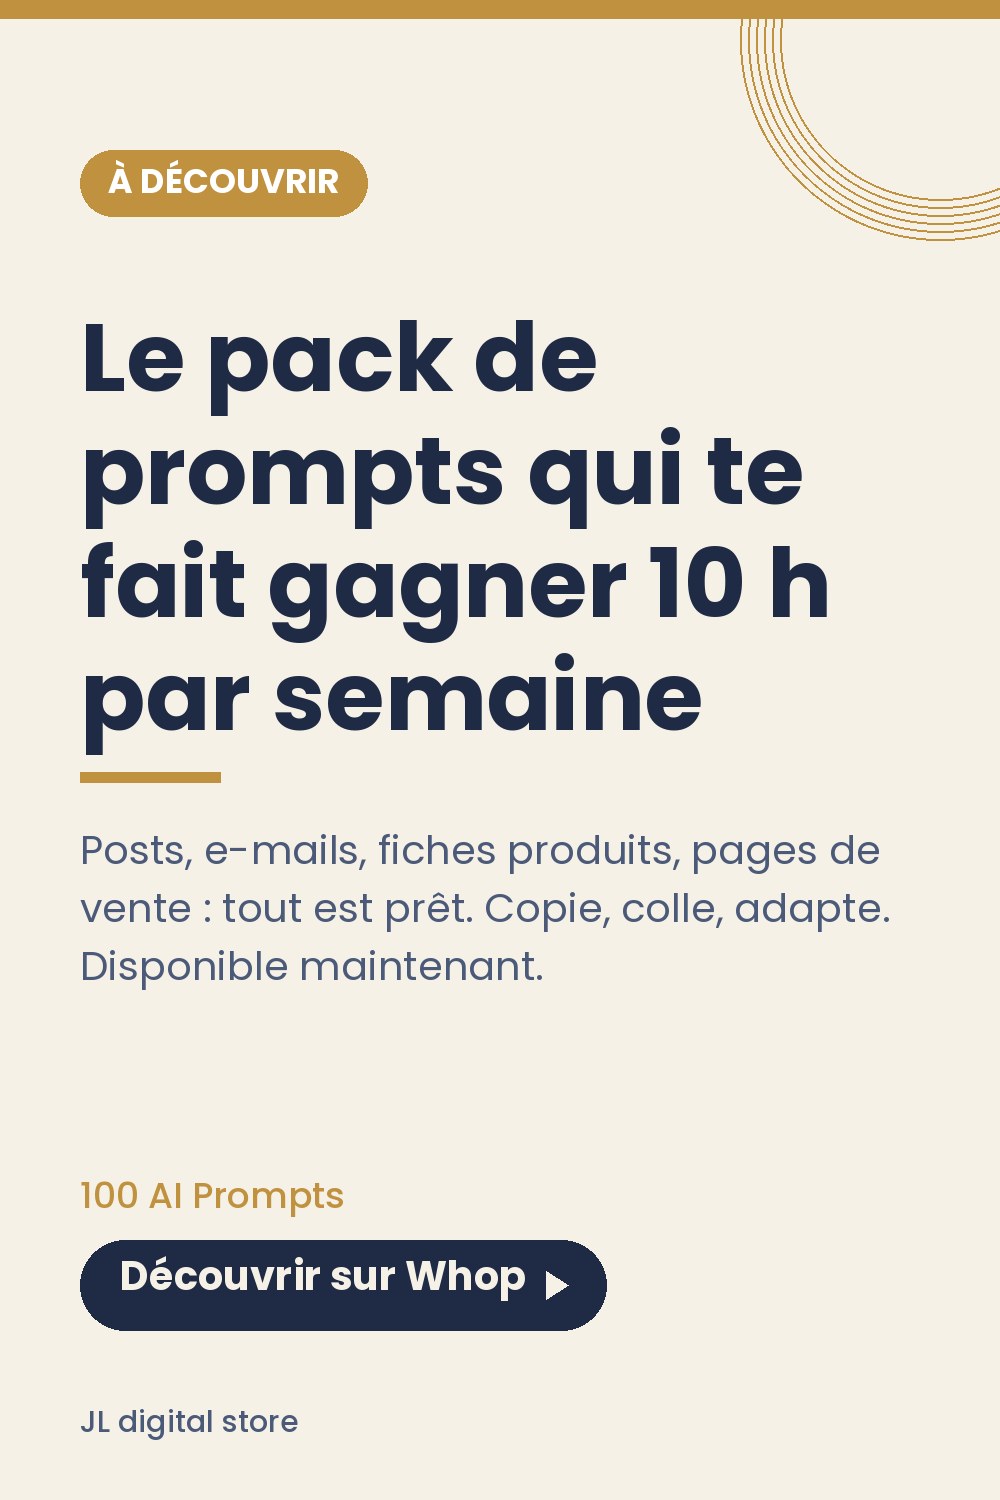 À DÉCOUVRIR
Le pack de
prompts qui te
fait gagner 10 h
par semaine
Posts, e-mails, fiches produits, pages de
vente : tout est prêt. Copie, colle, adapte.
Disponible maintenant.
100 AI Prompts
Découvrir sur Whop
JL digital store